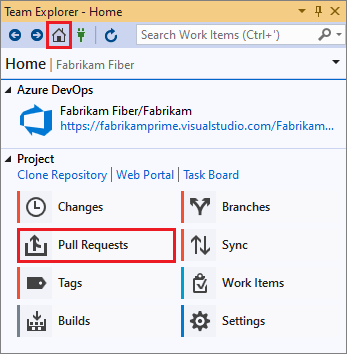 Team Explorer - Home
Search Work Items (Ctrl+')
Home | Fabrikam Fiber
Azure DevOps
Fabrikam Fiber/Fabrikam
https://fabrikamprime.visualstudio.com/Fabrikam...
Project
Clone Repository | Web Portal | Task Board
Changes
Branches
Pull Requests
Sync
Tags
Work Items
Builds
Settings